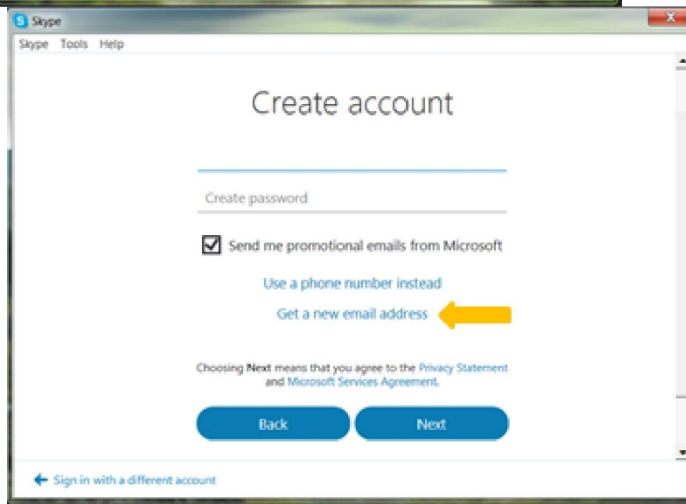 Skype
Skype Tools Help
Create account
Create password
Send me promotional emails from Microsoft
Use a phone number instead
Get a new email address
Choosing Next means that you agree to the Privacy Statement
and Microsoft Services Agreement.
Back Next
Sign in with a different account